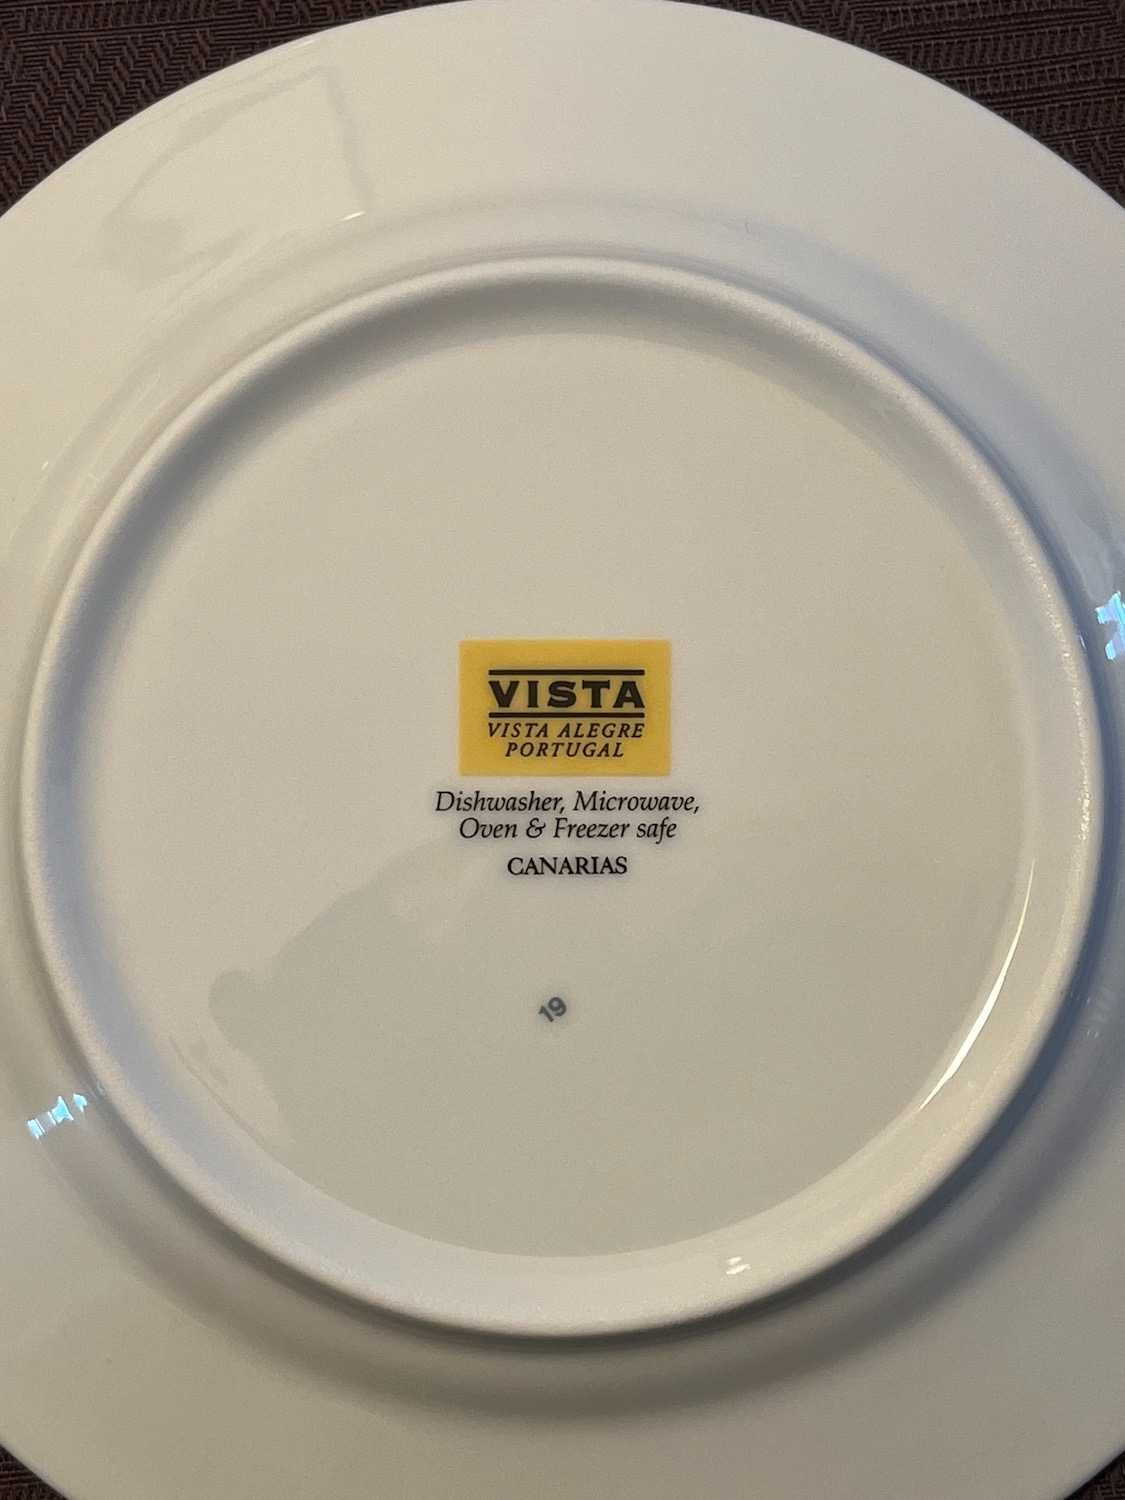 VISTA
VISTA ALEGRE
PORTUGAL
Dishwasher, Microwave,
Oven & Freezer safe
CANARIAS
19